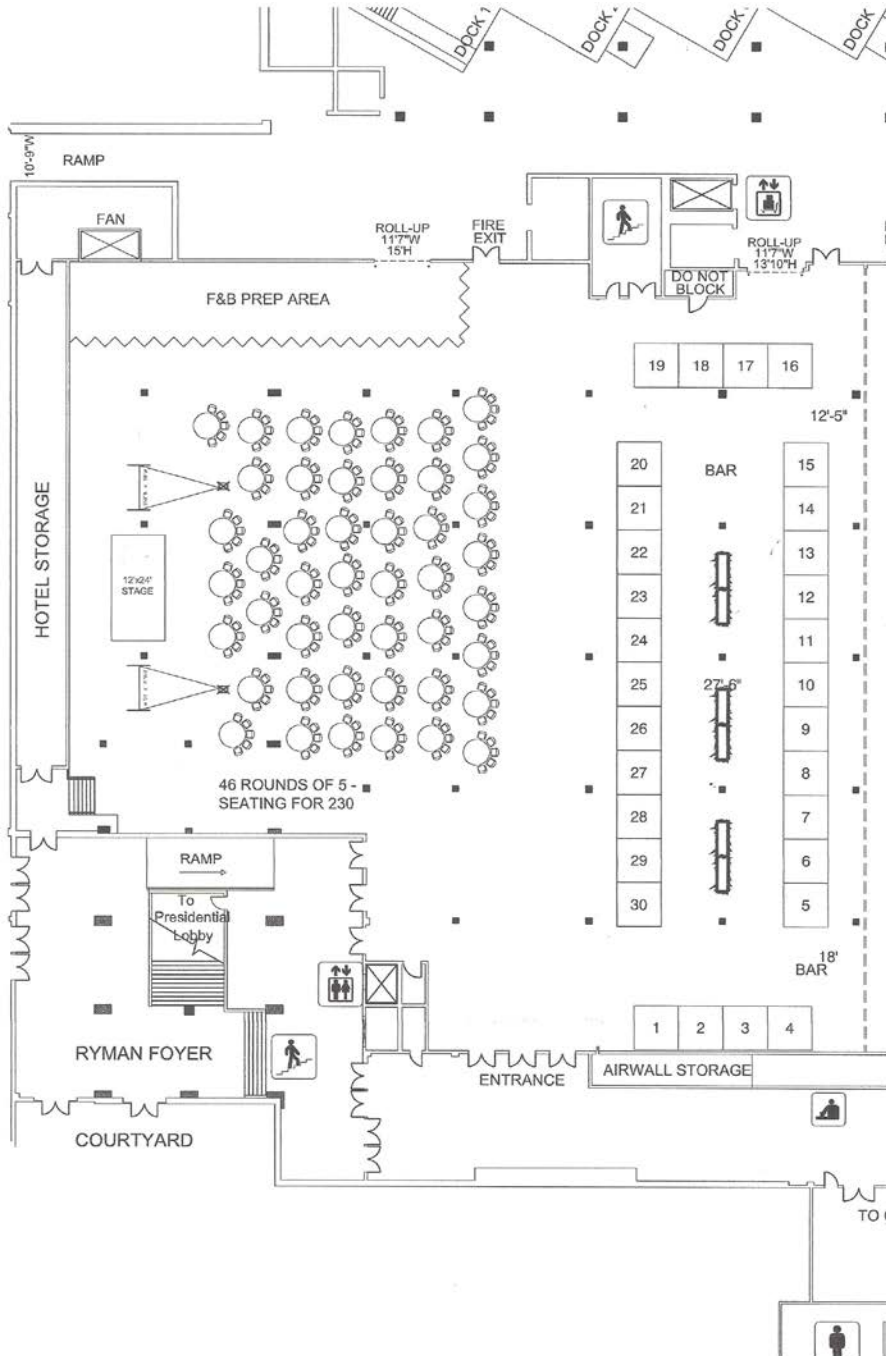 DOCK 1
DOCK
DOCK
DOCK
10'-9"W
RAMP
FAN
ROLL-UP
11'7"W
15'H
FIRE
EXIT
ROLL-UP
11'7"W
13'10"H
DO NOT
BLOCK
F&B PREP AREA
19 18 17 16
12'-5"
HOTEL STORAGE
12'x24'
STAGE
BAR
20 15
21 14
22 13
23 12
24 11
25 27'-6" 10
26 9
27 8
28 7
29 6
30 5
46 ROUNDS OF 5 -
SEATING FOR 230
RAMP
To
Presidential
Lobby
18'
BAR
1 2 3 4
RYMAN FOYER
ENTRANCE
AIRWALL STORAGE
COURTYARD
TO